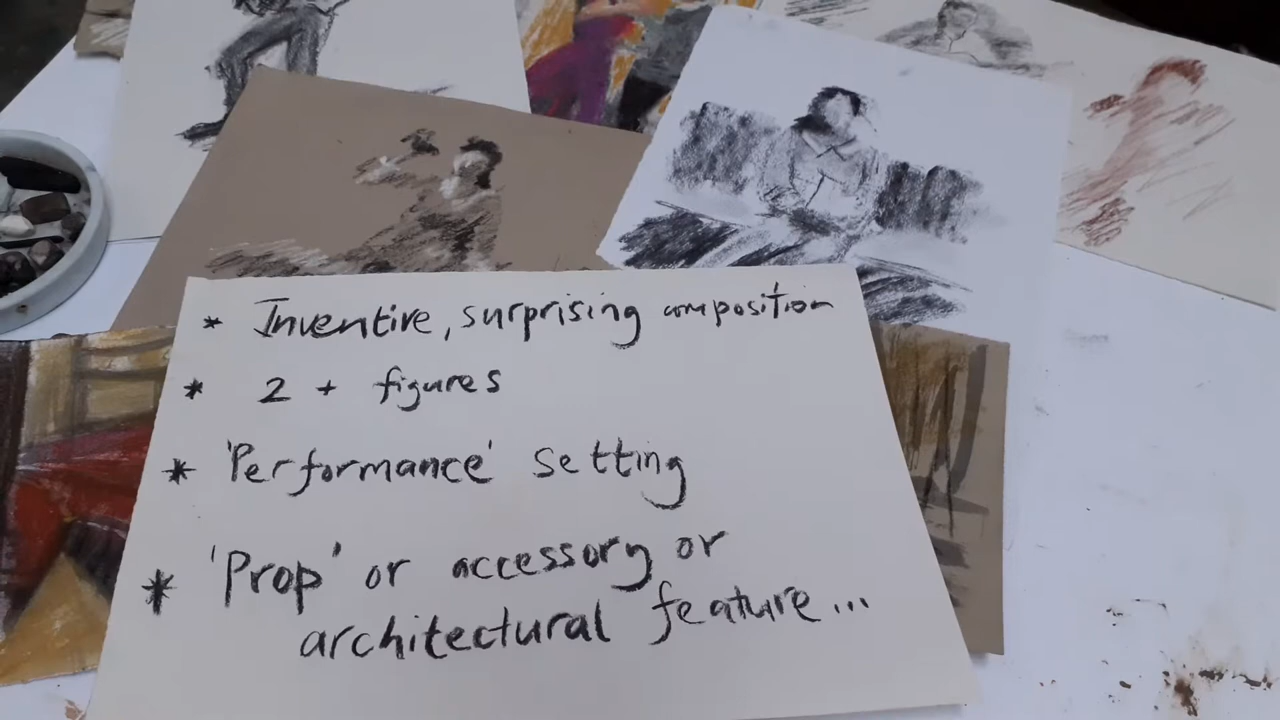 * Inventive, surprising composition
* 2 + figures
* 'Performance' setting
* 'Prop' or accessory or
architectural feature...